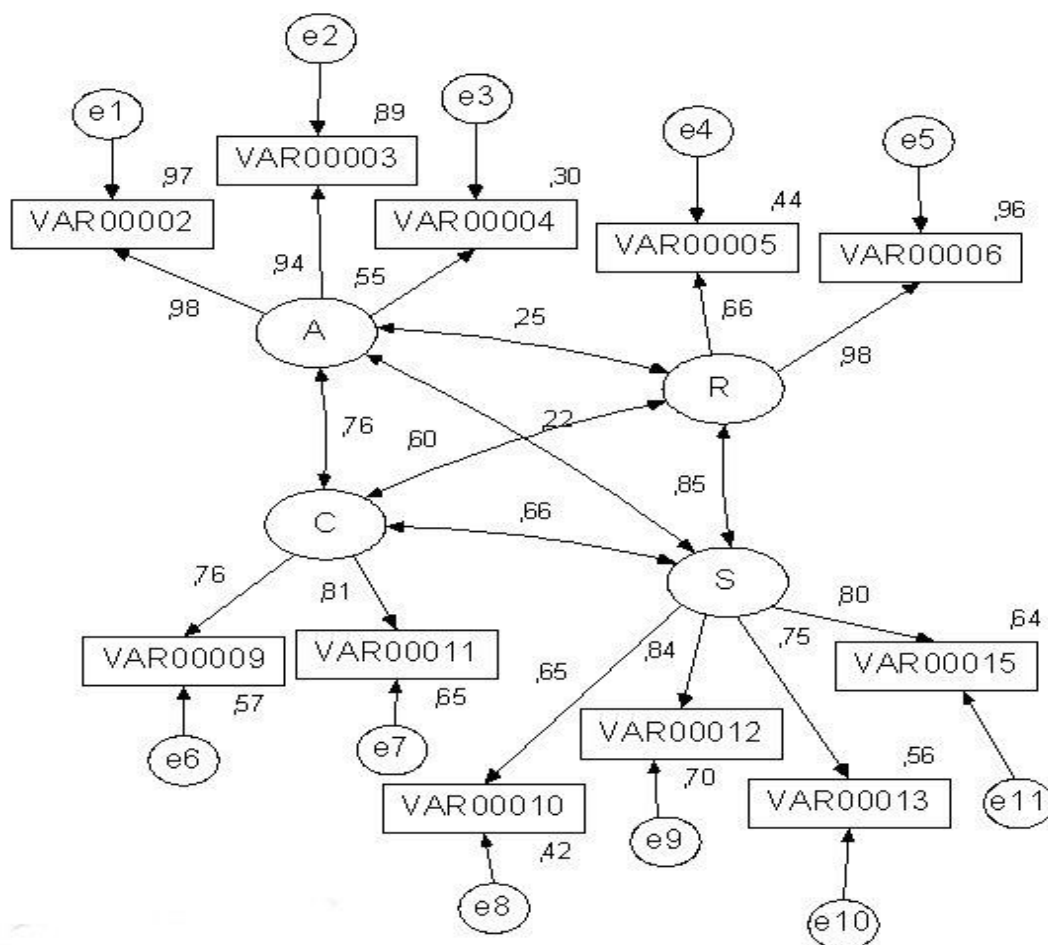 e2
e1
e3
,89
e4
e5
VAR00003
,97
,30
,44
,96
VAR00002
VAR00004
VAR00005
VAR00006
,94
,55
,98
,25
,66
,98
A
R
,76
,60
,22
,85
C
,66
S
,76
,81
,80
,64
VAR00009
VAR00011
,65
,84
,75
VAR00015
,57
,65
VAR00012
e6
e7
,70
,56
VAR00010
VAR00013
e11
,42
e9
e8
e10